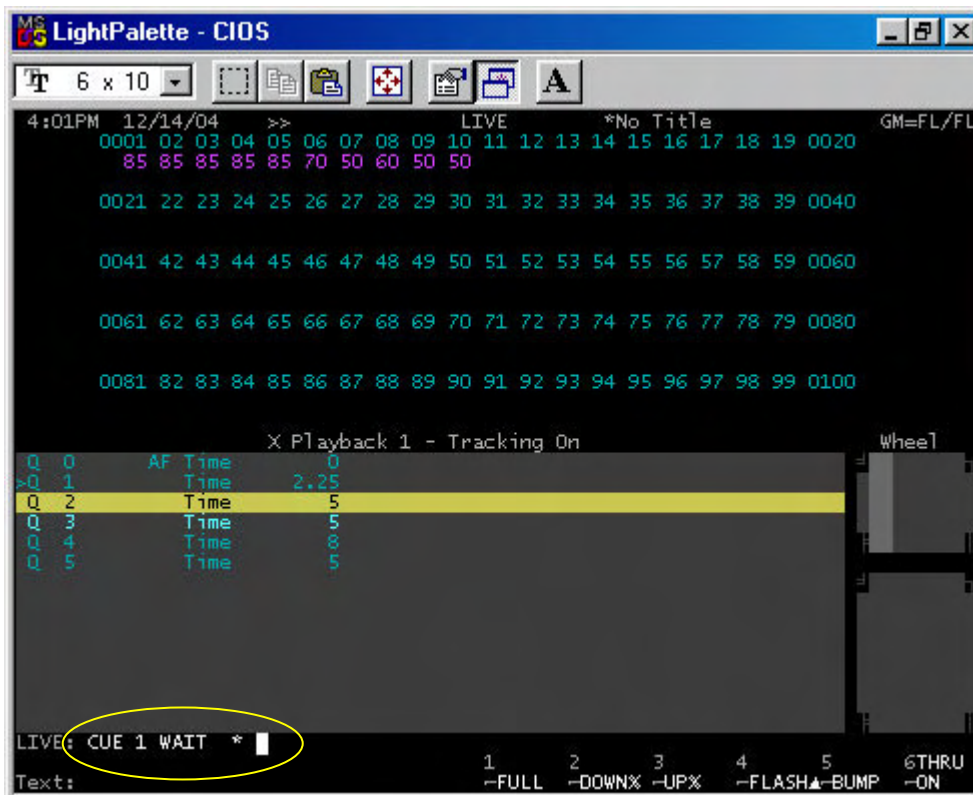 LightPalette - CIOS
6 x 10
A
4:01PM 12/14/04 >> LIVE *No Title GM=FL/FL
0001 02 03 04 05 06 07 08 09 10 11 12 13 14 15 16 17 18 19 0020
85 85 85 85 85 70 50 60 50 50
0021 22 23 24 25 26 27 28 29 30 31 32 33 34 35 36 37 38 39 0040
0041 42 43 44 45 46 47 48 49 50 51 52 53 54 55 56 57 58 59 0060
0061 62 63 64 65 66 67 68 69 70 71 72 73 74 75 76 77 78 79 0080
0081 82 83 84 85 86 87 88 89 90 91 92 93 94 95 96 97 98 99 0100
X Playback 1 - Tracking On Wheel
Q 0 AF Time 0
>Q 1 Time 2.25
Q 2 Time 5
Q 3 Time 5
Q 4 Time 8
Q 5 Time 5
LIVE: CUE 1 WAIT *
1 2 3 4 5 6THRU
Text: ⌐FULL ⌐DOWN% ⌐UP% ⌐FLASH▲⌐BUMP ⌐ON